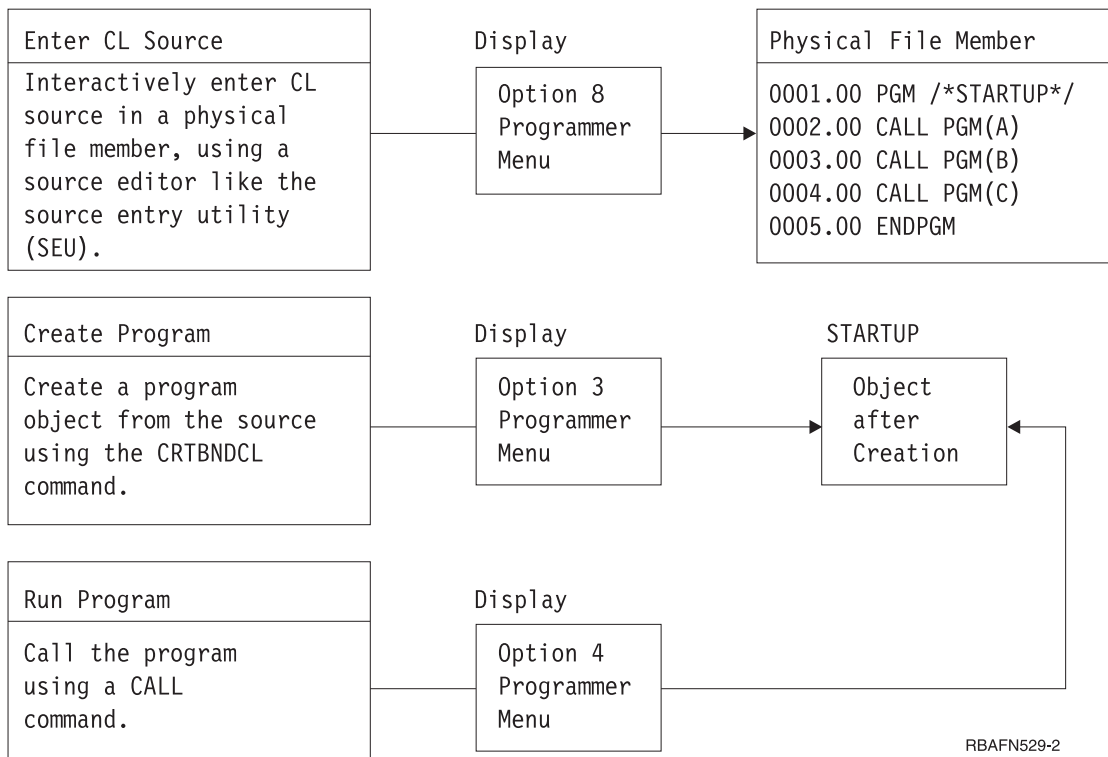 Enter CL Source
Interactively enter CL
source in a physical
file member, using a
source editor like the
source entry utility
(SEU).
Display
Option 8
Programmer
Menu
Physical File Member
0001.00 PGM /*STARTUP*/
0002.00 CALL PGM(A)
0003.00 CALL PGM(B)
0004.00 CALL PGM(C)
0005.00 ENDPGM
Create Program
Create a program
object from the source
using the CRTBNDCL
command.
Display
Option 3
Programmer
Menu
STARTUP
Object
after
Creation
Run Program
Call the program
using a CALL
command.
Display
Option 4
Programmer
Menu
RBAFN529-2